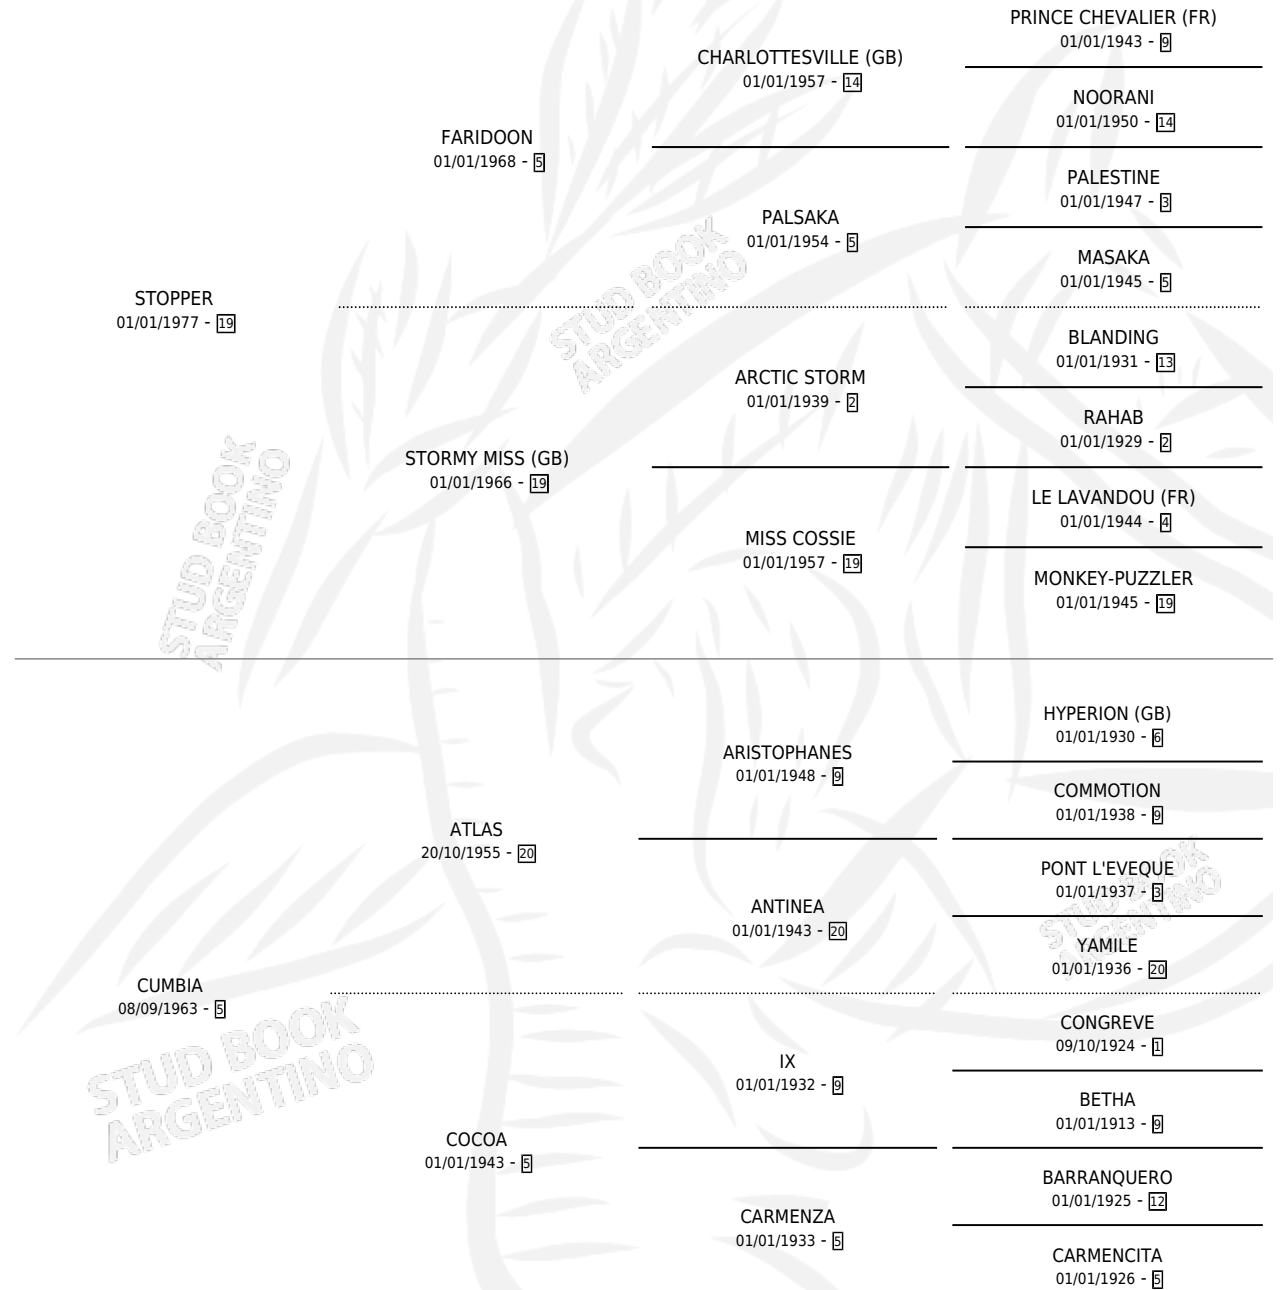 PRINCE CHEVALIER (FR)
01/01/1943 - 9
CHARLOTTESVILLE (GB)
01/01/1957 - 14
NOORANI
01/01/1950 - 14
FARIDOON
01/01/1968 - 5
PALESTINE
01/01/1947 - 3
PALSAKA
01/01/1954 - 5
MASAKA
01/01/1945 - 5
STOPPER
01/01/1977 - 19
BLANDING
01/01/1931 - 13
ARCTIC STORM
01/01/1939 - 2
RAHAB
01/01/1929 - 2
STORMY MISS (GB)
01/01/1966 - 19
LE LAVANDOU (FR)
01/01/1944 - 4
MISS COSSIE
01/01/1957 - 19
MONKEY-PUZZLER
01/01/1945 - 19
HYPERION (GB)
01/01/1930 - 6
ARISTOPHANES
01/01/1948 - 9
COMMOTION
01/01/1938 - 9
ATLAS
20/10/1955 - 20
PONT L'EVEQUE
01/01/1937 - 3
ANTINEA
01/01/1943 - 20
YAMILE
01/01/1936 - 20
CUMBIA
08/09/1963 - 5
CONGREVE
09/10/1924 - 1
IX
01/01/1932 - 9
BETHA
01/01/1913 - 9
COCOA
01/01/1943 - 5
BARRANQUERO
01/01/1925 - 12
CARMENZA
01/01/1933 - 5
CARMENCITA
01/01/1926 - 5
STUD BOOK
ARGENTINO
STUD BOOK
ARGENTINO
STUD BOOK
ARGENTINO
STUD BOOK
ARGENTINO